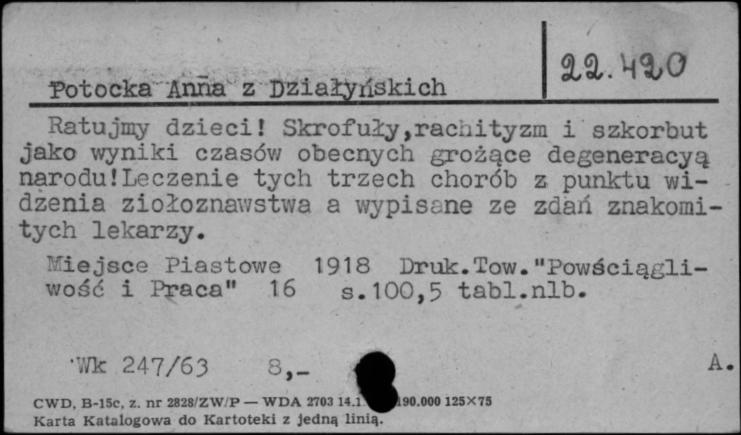 22.420
Potocka Anna z Działyńskich
Ratujmy dzieci! Skrofuły,rachityzm i szkorbut
jako wyniki czasów obecnych grożące degeneracyą
narodu!Leczenie tych trzech chorób z punktu wi-
dzenia ziołoznawstwa a wypisane ze zdań znakomi-
tych lekarzy.
Miejsce Piastowe 1918 Druk.Tow."Powściągli-
wość i Praca" 16 s.100,5 tabl.nlb.
Wk 247/63 8,- A.
CWD, B-15c, z. nr 2828/ZW/P — WDA 2703 14.1 190.000 125×75
Karta Katalogowa do Kartoteki z jedną linią.